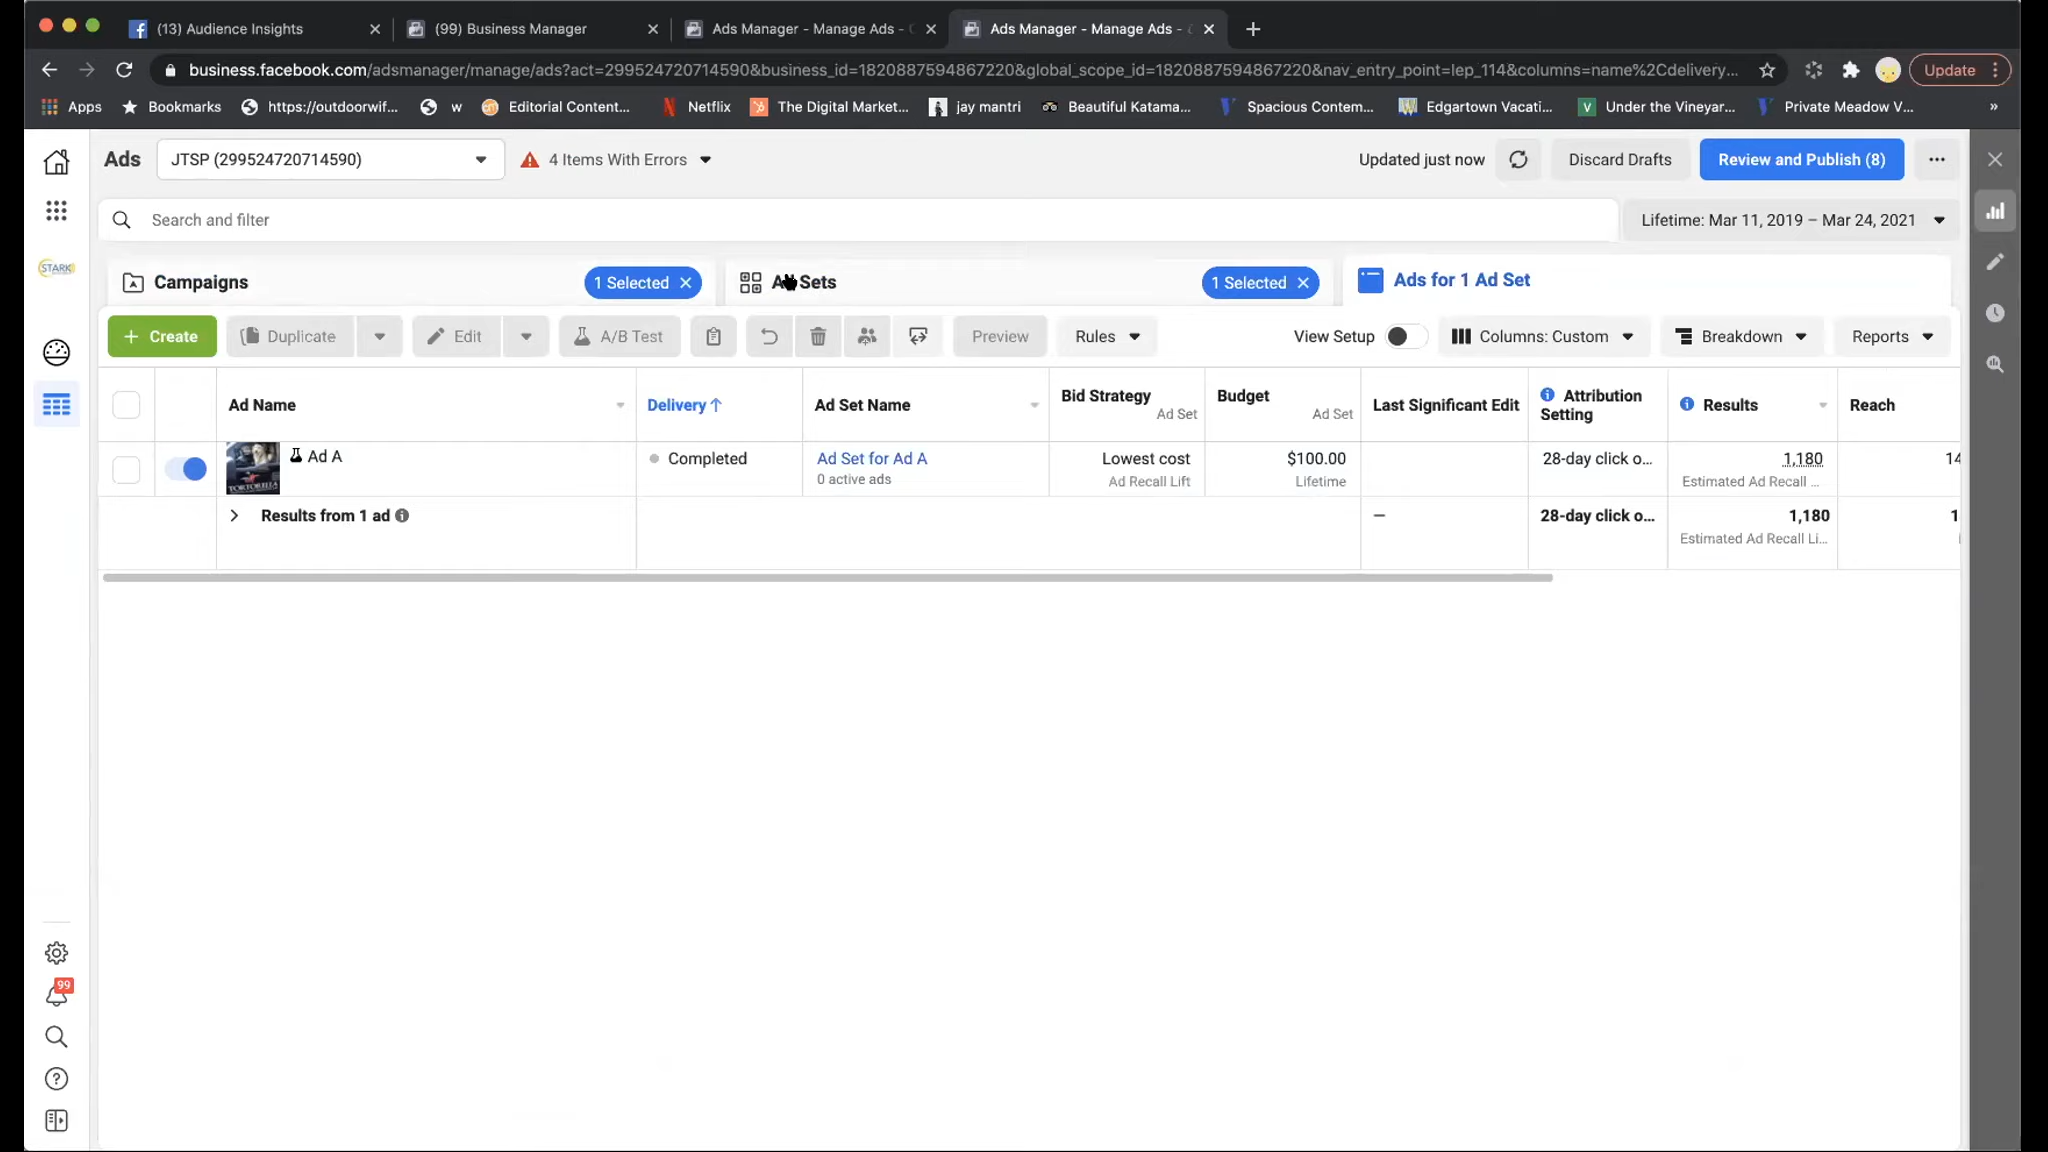 (13) Audience Insights
(99) Business Manager
Ads Manager - Manage Ads -
Ads Manager - Manage Ads -
business.facebook.com/adsmanager/manage/ads?act=299524720714590&business_id=1820887594867220&global_scope_id=1820887594867220&nav_entry_point=lep_114&columns=name%2Cdelivery...
Update
Apps
Bookmarks
https://outdoorwif...
w
Editorial Content...
Netflix
The Digital Market...
jay mantri
Beautiful Katama...
Spacious Contem...
Edgartown Vacati...
Under the Vineyar...
Private Meadow V...
»
Ads
JTSP (299524720714590)
4 Items With Errors
Updated just now
Discard Drafts
Review and Publish (8)
Search and filter
Lifetime: Mar 11, 2019 – Mar 24, 2021
STARK
Campaigns
1 Selected
Sets
1 Selected
Ads for 1 Ad Set
+ Create
Duplicate
Edit
A/B Test
Preview
Rules
View Setup
Columns: Custom
Breakdown
Reports
Ad Name
Delivery↑
Ad Set Name
Bid Strategy
Ad Set
Budget
Ad Set
Last Significant Edit
Attribution
Setting
Results
Reach
Ad A
Completed
Ad Set for Ad A
0 active ads
Lowest cost
Ad Recall Lift
$100.00
Lifetime
28-day click o...
1,180
Estimated Ad Recall ...
14
TORTORELLA
Results from 1 ad
–
28-day click o...
1,180
Estimated Ad Recall Li...
1
99